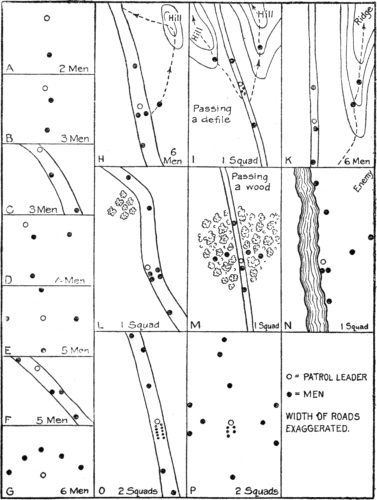 A
2 Men
B
3 Men
C
3 Men
D
4 Men
E
5 Men
F
5 Men
G
6 Men
Hill
H
6
Men
Hill
Hill
Passing
a defile
I
1 Squad
Ridge
K
6 Men
L
1 Squad
Passing
a wood
M
1 Squad
Enemy
N
1 Squad
O
2 Squads
P
2 Squads
= PATROL LEADER
= MEN
WIDTH OF ROADS
EXAGGERATED.